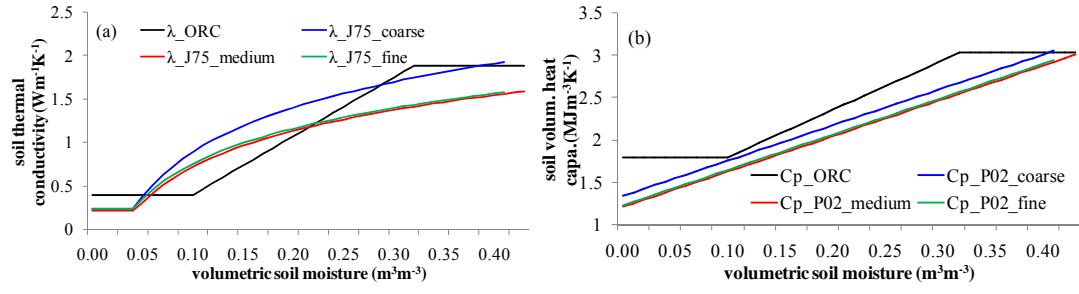 (a)
λ_ORC
λ_J75_coarse
λ_J75_medium
λ_J75_fine
soil thermal
conductivity (Wm⁻¹K⁻¹)
2.5
2
1.5
1
0.5
0
0.00 0.05 0.10 0.15 0.20 0.25 0.30 0.35 0.40
volumetric soil moisture (m³m⁻³)
(b)
soil volum. heat
capa.(MJm⁻³K⁻¹)
3.5
3.0
2.5
2.0
1.5
1
Cp_ORC
Cp_P02_coarse
Cp_P02_medium
Cp_P02_fine
0.00 0.05 0.10 0.15 0.20 0.25 0.30 0.35 0.40
volumetric soil moisture (m³m⁻³)